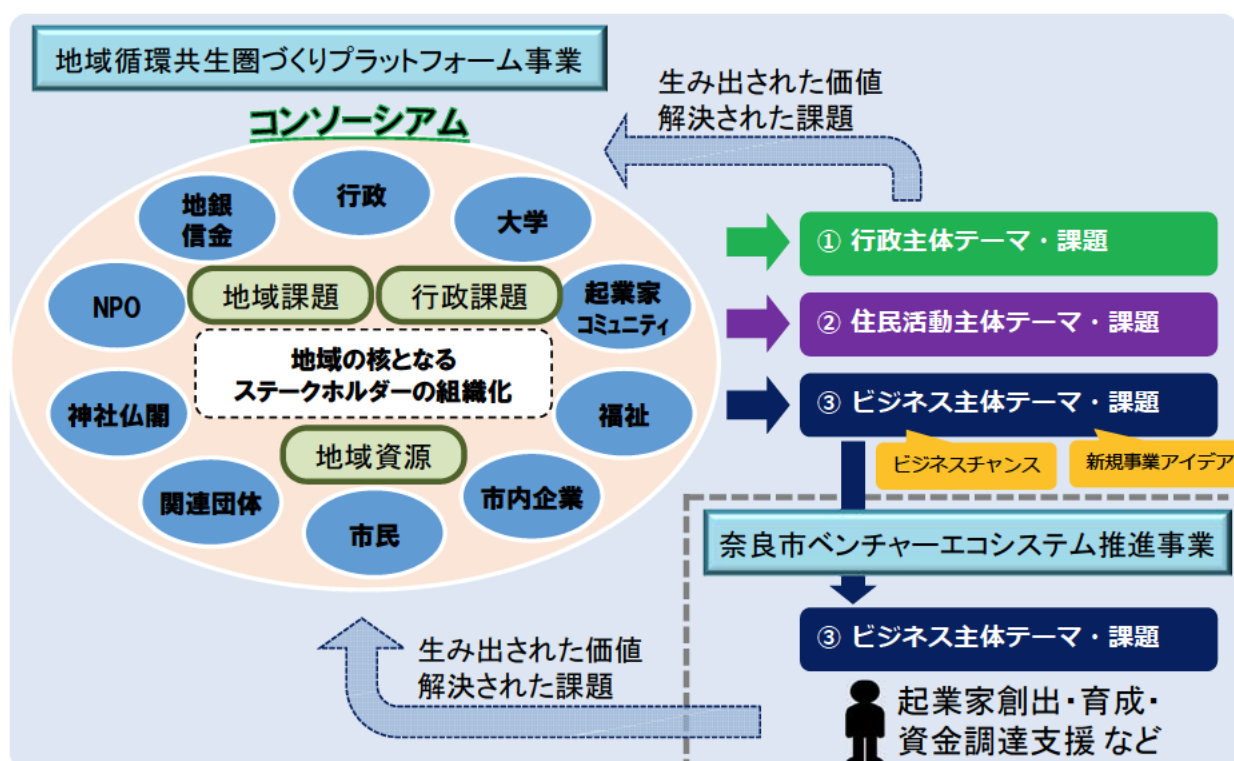 地域循環共生圏づくりプラットフォーム事業
コンソーシアム
生み出された価値
解決された課題
行政
地銀
信金
大学
NPO
地域課題
行政課題
起業家
コミュニティ
地域の核となる
ステークホルダーの組織化
神社仏閣
福祉
地域資源
関連団体
市民
市内企業
① 行政主体テーマ・課題
② 住民活動主体テーマ・課題
③ ビジネス主体テーマ・課題
ビジネスチャンス
新規事業アイデア
奈良市ベンチャーエコシステム推進事業
③ ビジネス主体テーマ・課題
生み出された価値
解決された課題
起業家創出・育成・
資金調達支援 など